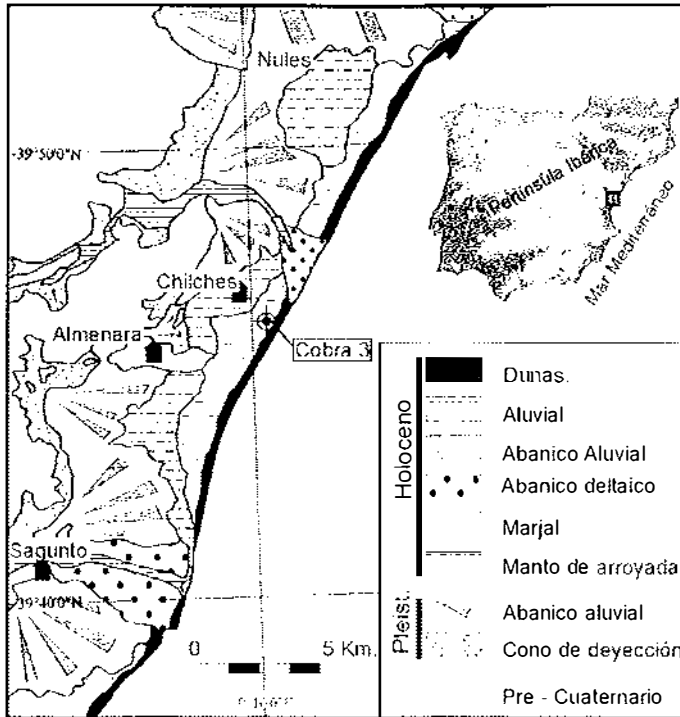 Nules
39°50'0"N
Península Ibérica
Mar Mediterráneo
Chilches
Almenara
Cobra 3
Sagunto
39°40'0"N
0 5 Km.
Holoceno
Dunas.
Aluvial
Abanico Aluvial
Abanico deltaico
Marjal
Manto de arroyada
Pleist.
Abanico aluvial
Cono de deyección
Pre - Cuaternario